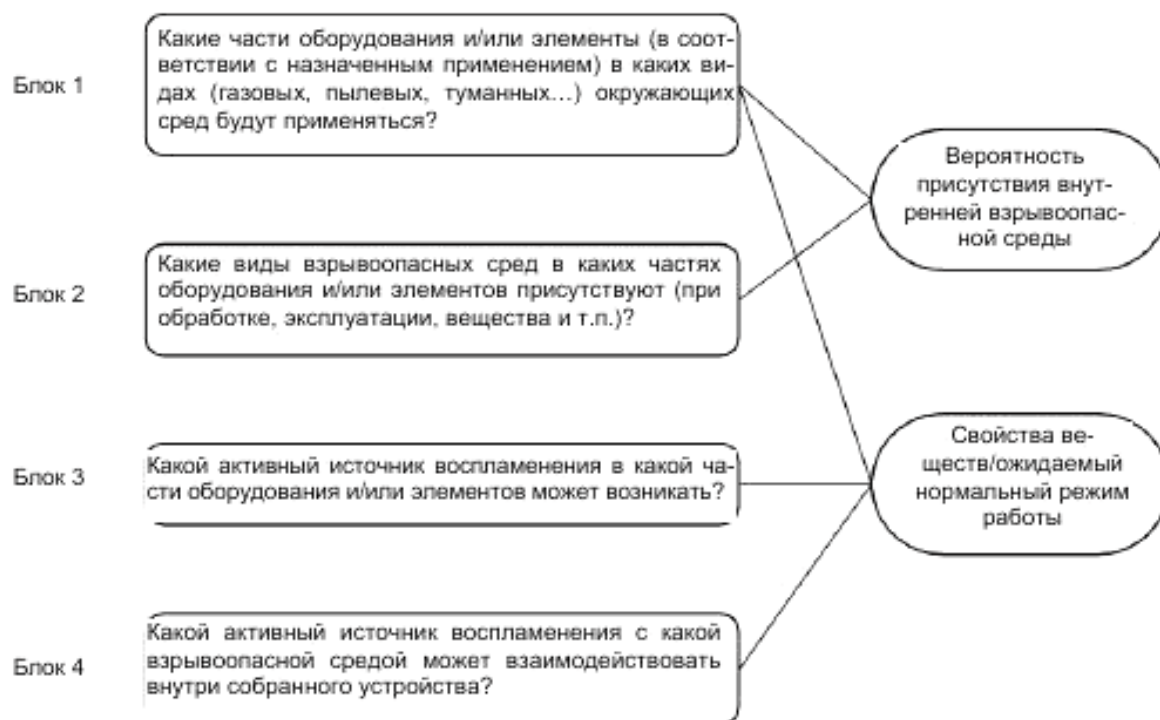 Блок 1
Какие части оборудования и/или элементы (в соот-
ветствии с назначенным применением) в каких ви-
дах (газовых, пылевых, туманных...) окружающих
сред будут применяться?
Вероятность
присутствия внут-
ренней взрывоопас-
ной среды
Блок 2
Какие виды взрывоопасных сред в каких частях
оборудования и/или элементов присутствуют (при
обработке, эксплуатации, вещества и т.п.)?
Блок 3
Какой активный источник воспламенения в какой ча-
сти оборудования и/или элементов может возникать?
Свойства ве-
ществ/ожидаемый
нормальный режим
работы
Блок 4
Какой активный источник воспламенения с какой
взрывоопасной средой может взаимодействовать
внутри собранного устройства?